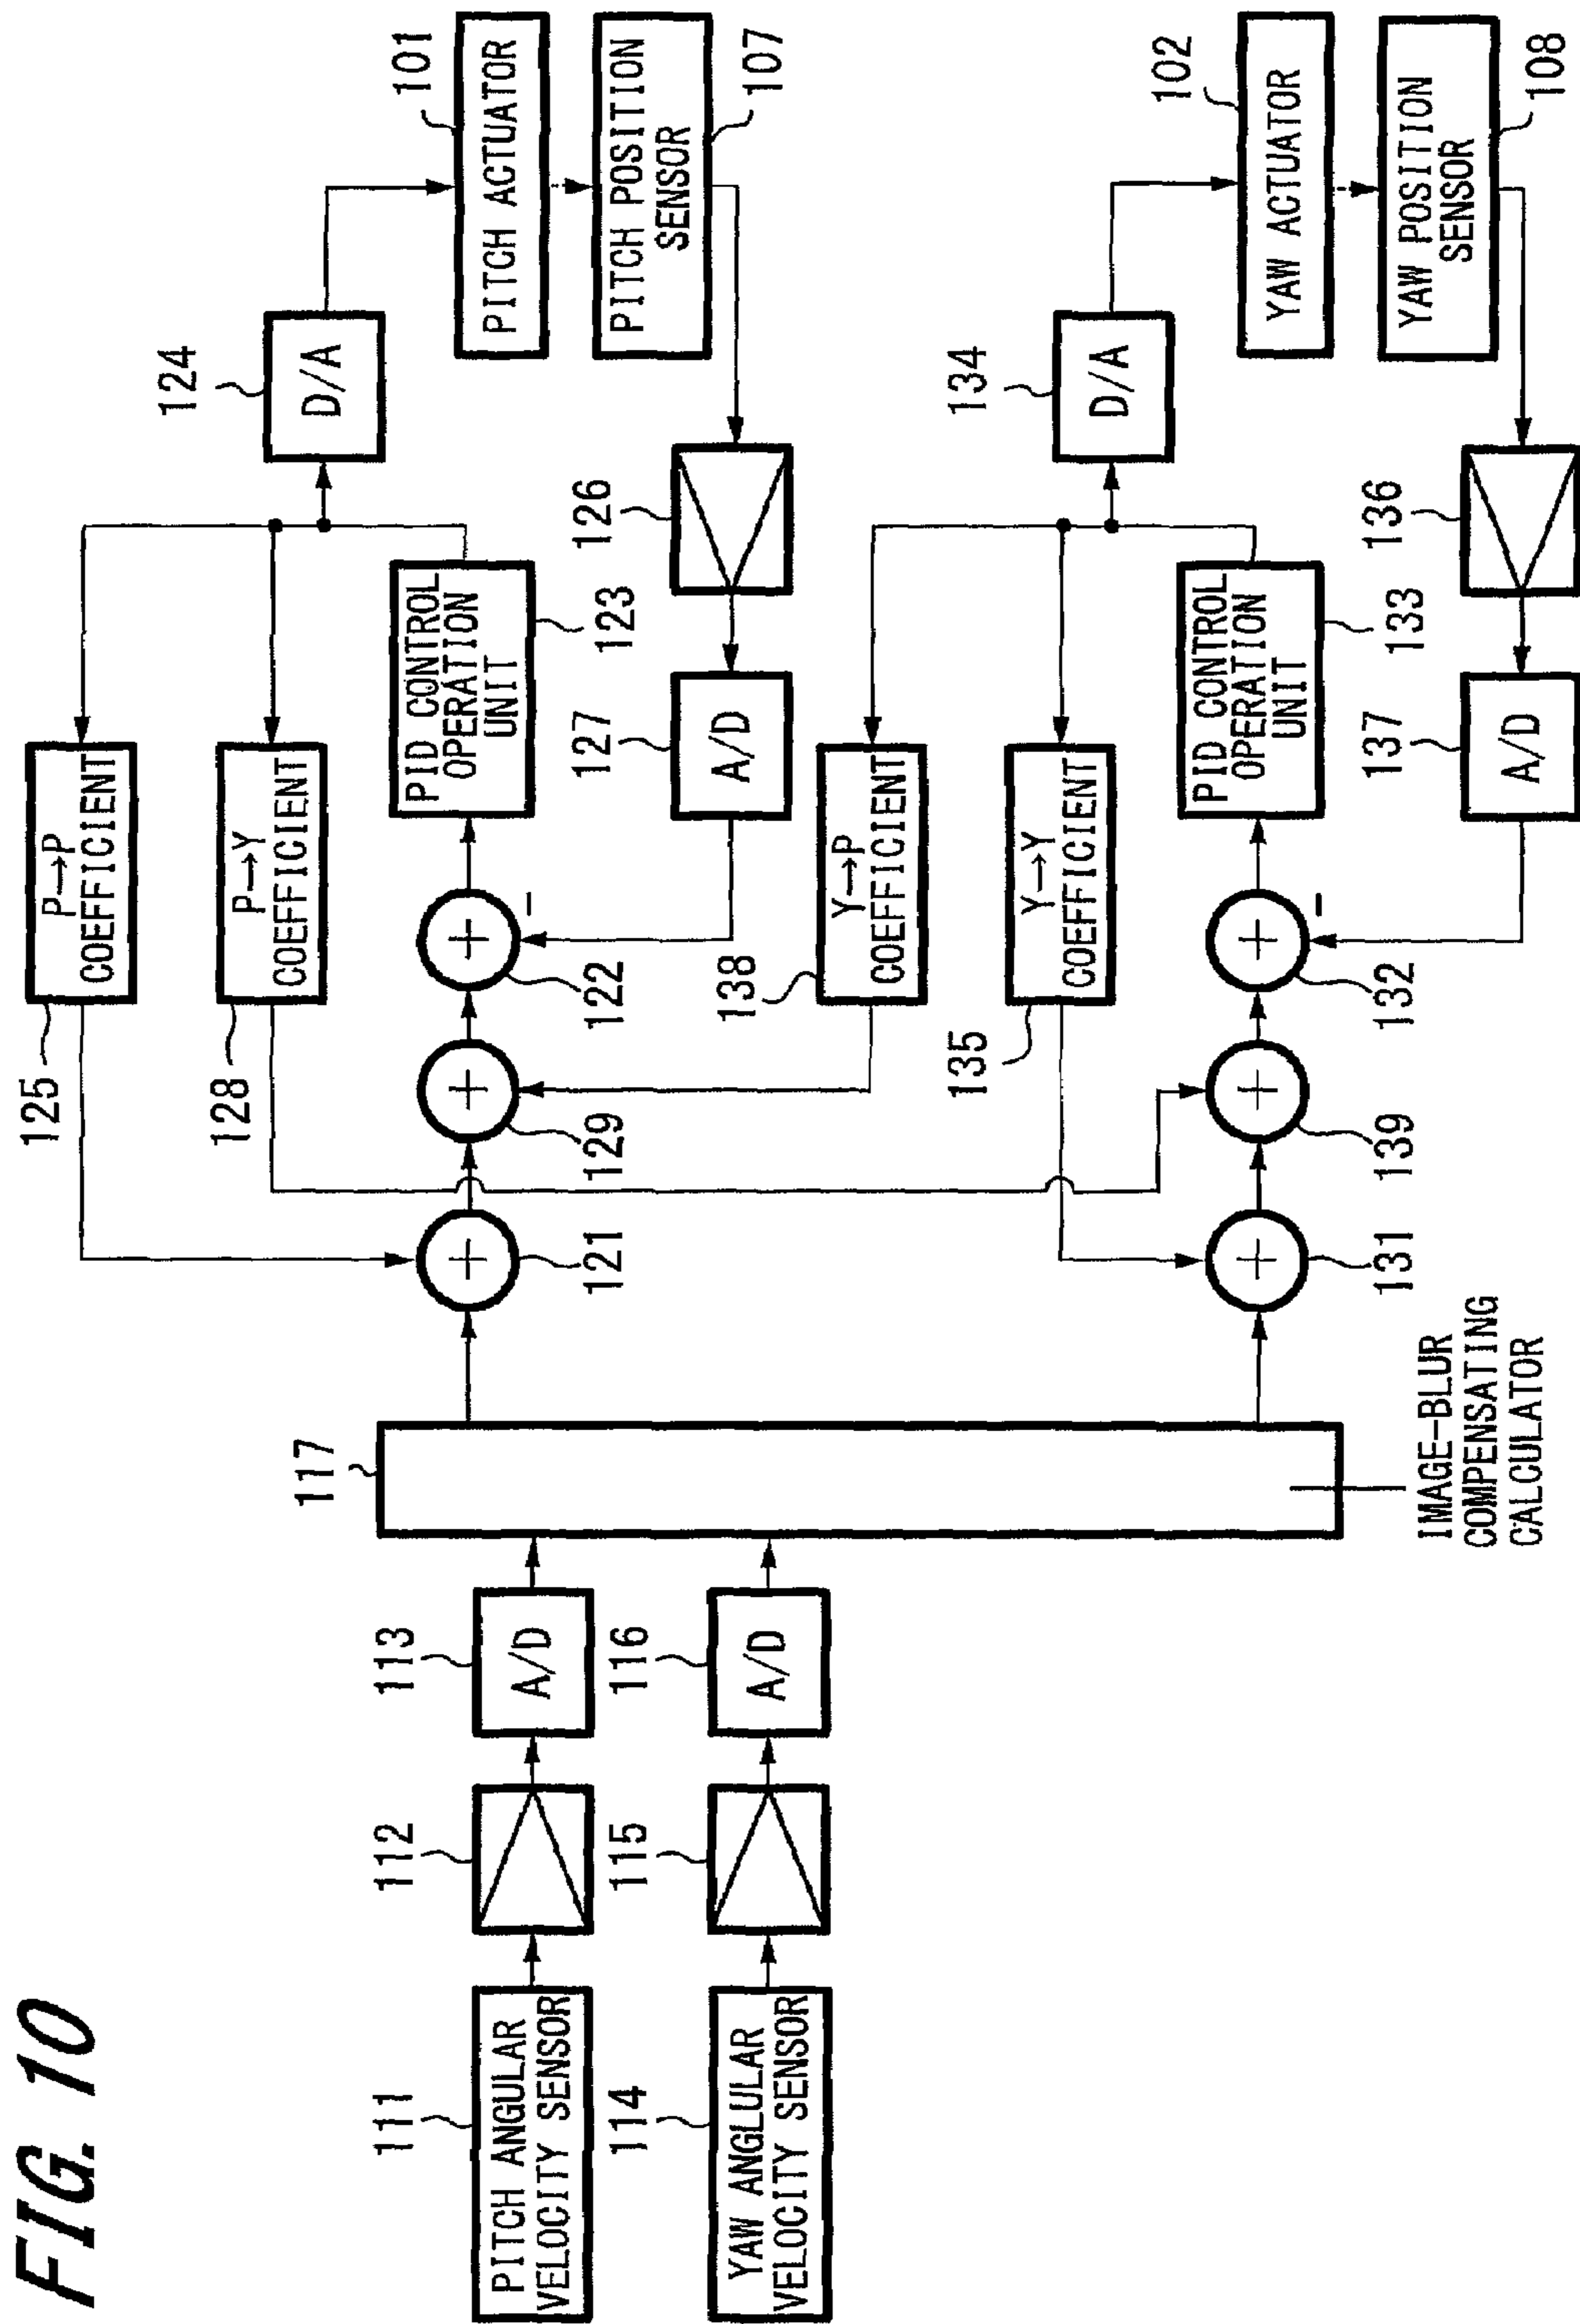 FIG. 10
111
PITCH ANGULAR
VELOCITY SENSOR
112
113
A/D
114
YAW ANGLULAR
VELOCITY SENSOR
115
116
A/D
117
IMAGE-BLUR
COMPENSATING
CALCULATOR
125
P→P
COEFFICIENT
128
P→Y
COEFFICIENT
+
121
+
129
+
−
122
PID CONTROL
OPERATION
UNIT
123
124
D/A
101
PITCH ACTUATOR
PITCH POSITION
SENSOR
107
126
127
A/D
138
Y→P
COEFFICIENT
135
Y→Y
COEFFICIENT
+
131
+
139
+
−
132
PID CONTROL
OPERATION
UNIT
133
134
D/A
102
YAW ACTUATOR
YAW POSITION
SENSOR
108
136
137
A/D